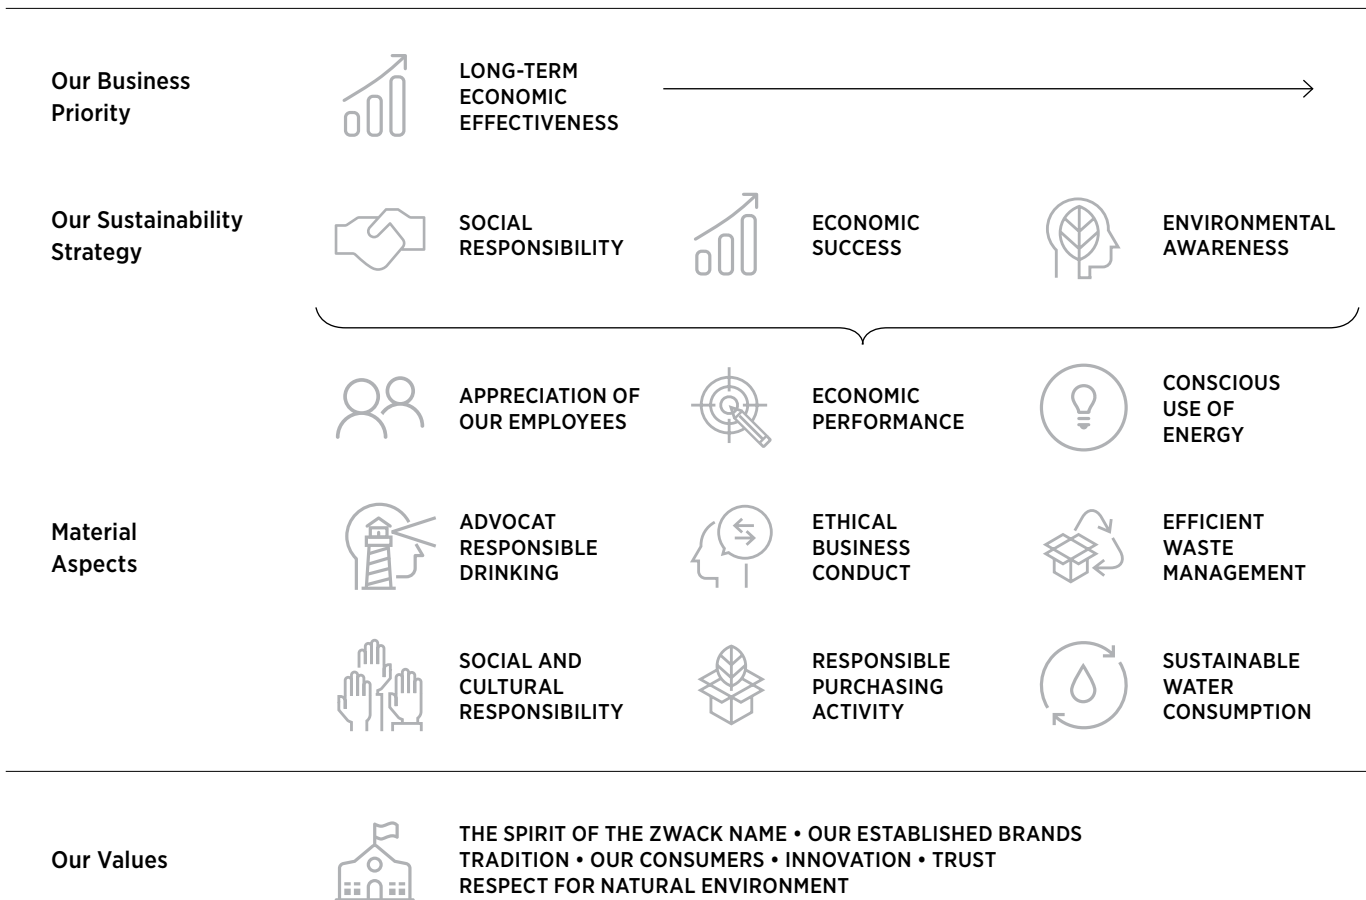 Our Business
Priority
LONG-TERM
ECONOMIC
EFFECTIVENESS
Our Sustainability
Strategy
SOCIAL
RESPONSIBILITY
ECONOMIC
SUCCESS
ENVIRONMENTAL
AWARENESS
Material
Aspects
APPRECIATION OF
OUR EMPLOYEES
ECONOMIC
PERFORMANCE
CONSCIOUS
USE OF
ENERGY
ADVOCAT
RESPONSIBLE
DRINKING
ETHICAL
BUSINESS
CONDUCT
EFFICIENT
WASTE
MANAGEMENT
SOCIAL AND
CULTURAL
RESPONSIBILITY
RESPONSIBLE
PURCHASING
ACTIVITY
SUSTAINABLE
WATER
CONSUMPTION
Our Values
THE SPIRIT OF THE ZWACK NAME • OUR ESTABLISHED BRANDS
TRADITION • OUR CONSUMERS • INNOVATION • TRUST
RESPECT FOR NATURAL ENVIRONMENT